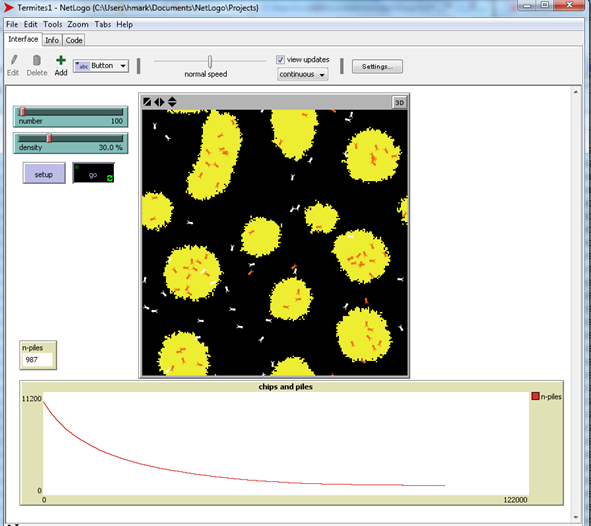 Termites1 - NetLogo {C:\Users\hmark\Documents\NetLogo\Projects}
File Edit Tools Zoom Tabs Help
Interface Info Code
Edit Delete Add abc Button normal speed view updates continuous Settings...
3D
number 100
density 30.0 %
setup go
n-piles
987
chips and piles
11200
n-piles
0
0 122000